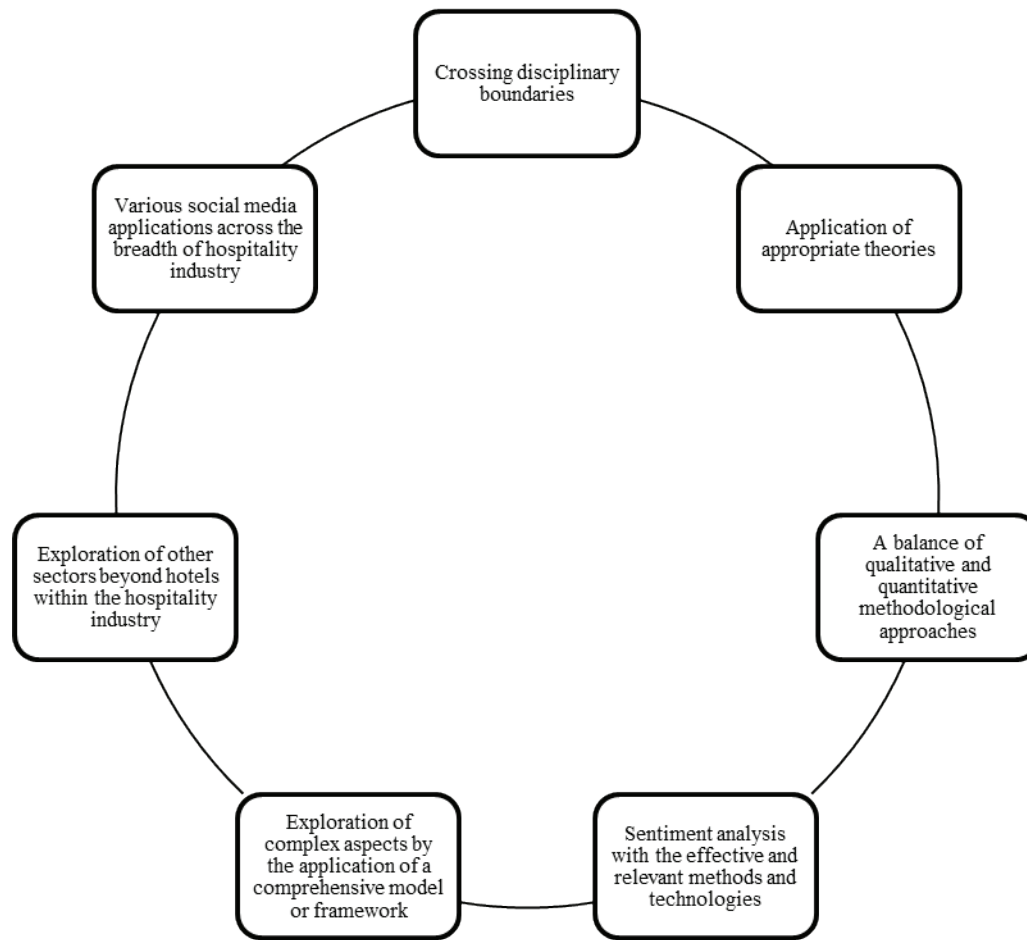 Crossing disciplinary
boundaries
Application of
appropriate theories
A balance of
qualitative and
quantitative
methodological
approaches
Sentiment analysis
with the effective and
relevant methods and
technologies
Exploration of
complex aspects by
the application of a
comprehensive model
or framework
Exploration of other
sectors beyond hotels
within the hospitality
industry
Various social media
applications across the
breadth of hospitality
industry